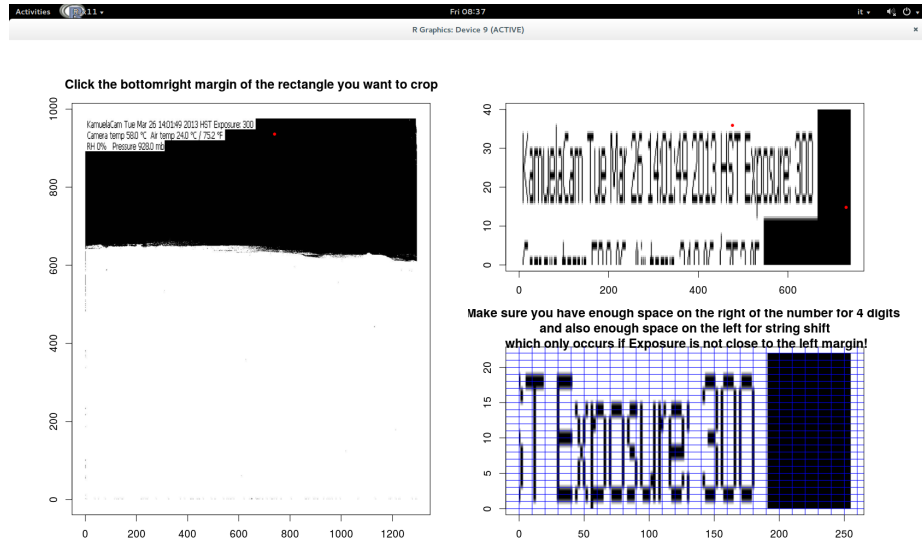 Activities R X11 Fri 08:37 it
R Graphics: Device 9 (ACTIVE)
Click the bottomright margin of the rectangle you want to crop
KamuelaCam Tue Mar 26 14:01:49 2013 HST Exposure: 300
Camera temp 58.0 °C Air temp 24.0 °C / 75.2 °F
RH 0% Pressure 928.0 mb
0 200 400 600 800 1000
0 200 400 600 800 1000 1200
KamuelaCam Tue Mar 26 14:01:49 2013 HST Exposure: 300
0 10 20 30 40
0 200 400 600
Make sure you have enough space on the right of the number for 4 digits
and also enough space on the left for string shift
which only occurs if Exposure is not close to the left margin!
T Exposure: 300
0 5 10 15 20
0 50 100 150 200 250